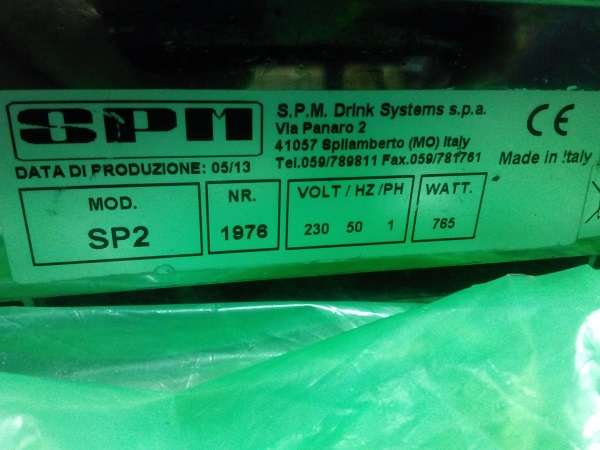 SPM
S.P.M. Drink Systems s.p.a.
Via Panaro 2
41057 Spilamberto (MO) Italy
Tel.059/789811 Fax.059/781761
CE
Made in Italy
DATA DI PRODUZIONE: 05/13
MOD.
SP2
NR.
1976
VOLT / HZ /PH
230 50 1
WATT.
765